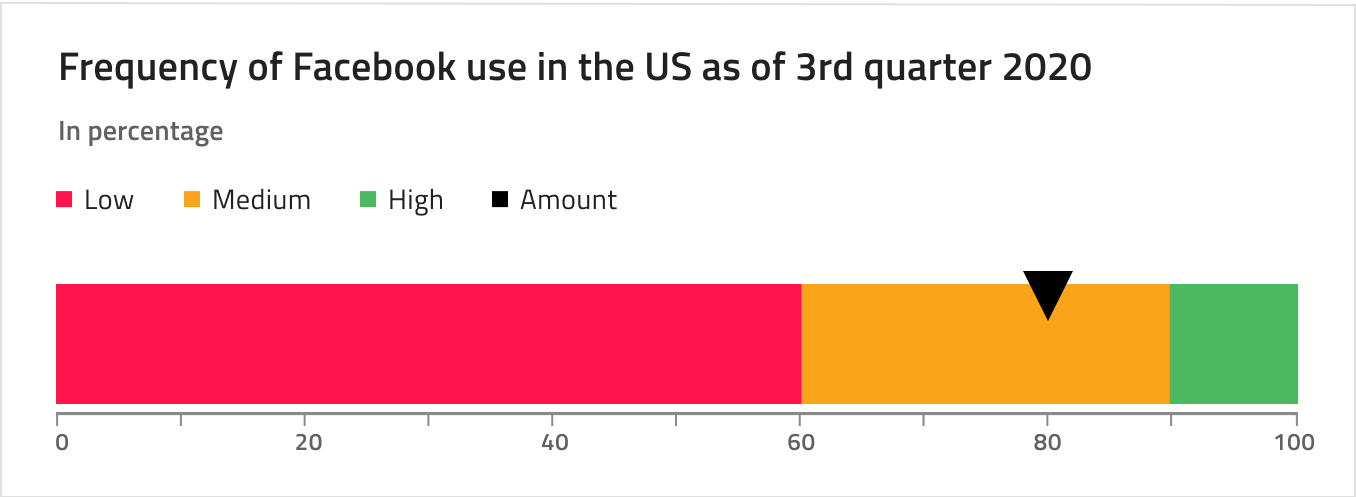 Frequency of Facebook use in the US as of 3rd quarter 2020
In percentage
Low Medium High Amount
0 20 40 60 80 100